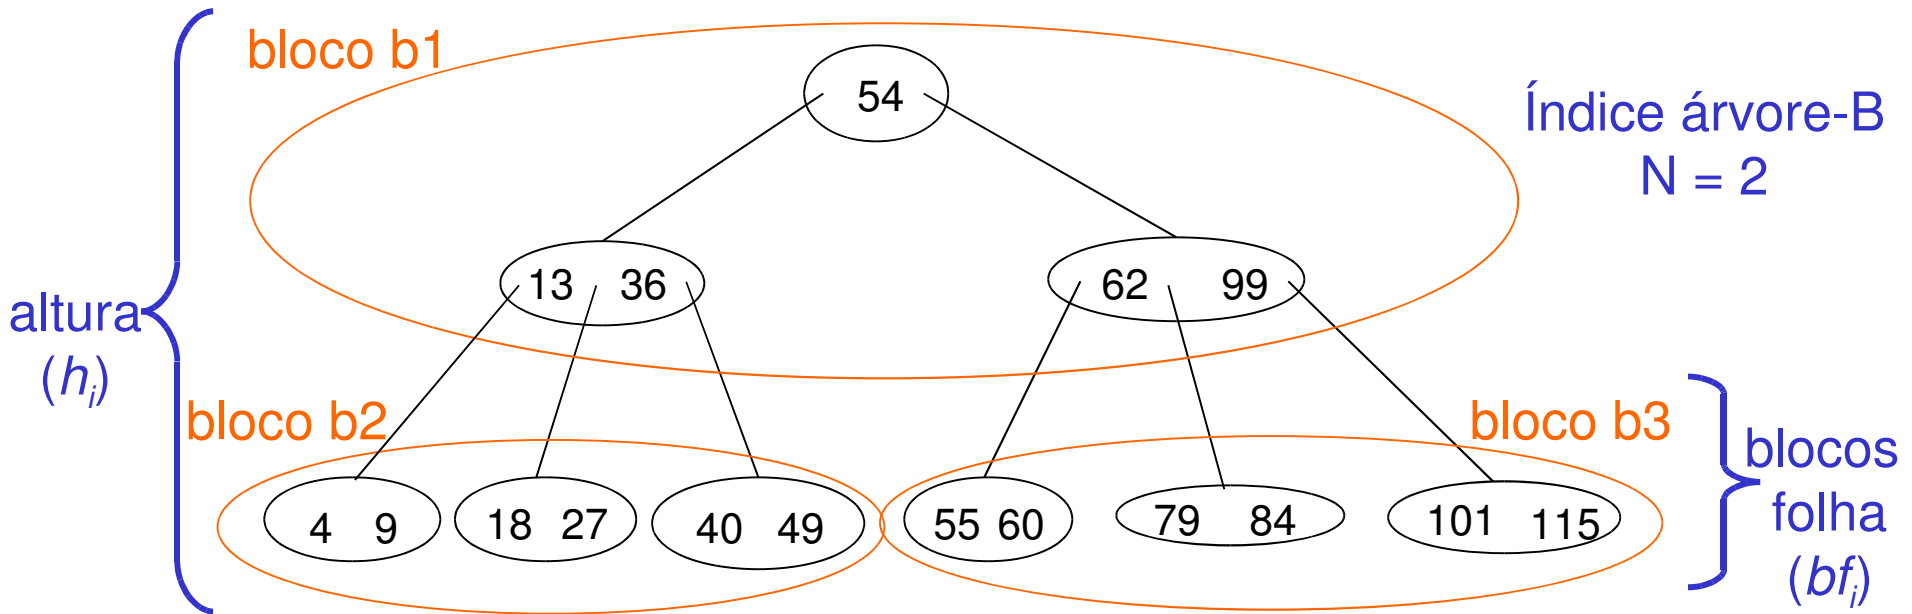 bloco b1
54
Índice árvore-B
N = 2
13 36
62 99
altura
(hi)
bloco b2
bloco b3
4 9
18 27
40 49
55 60
79 84
101 115
blocos
folha
(bfi)